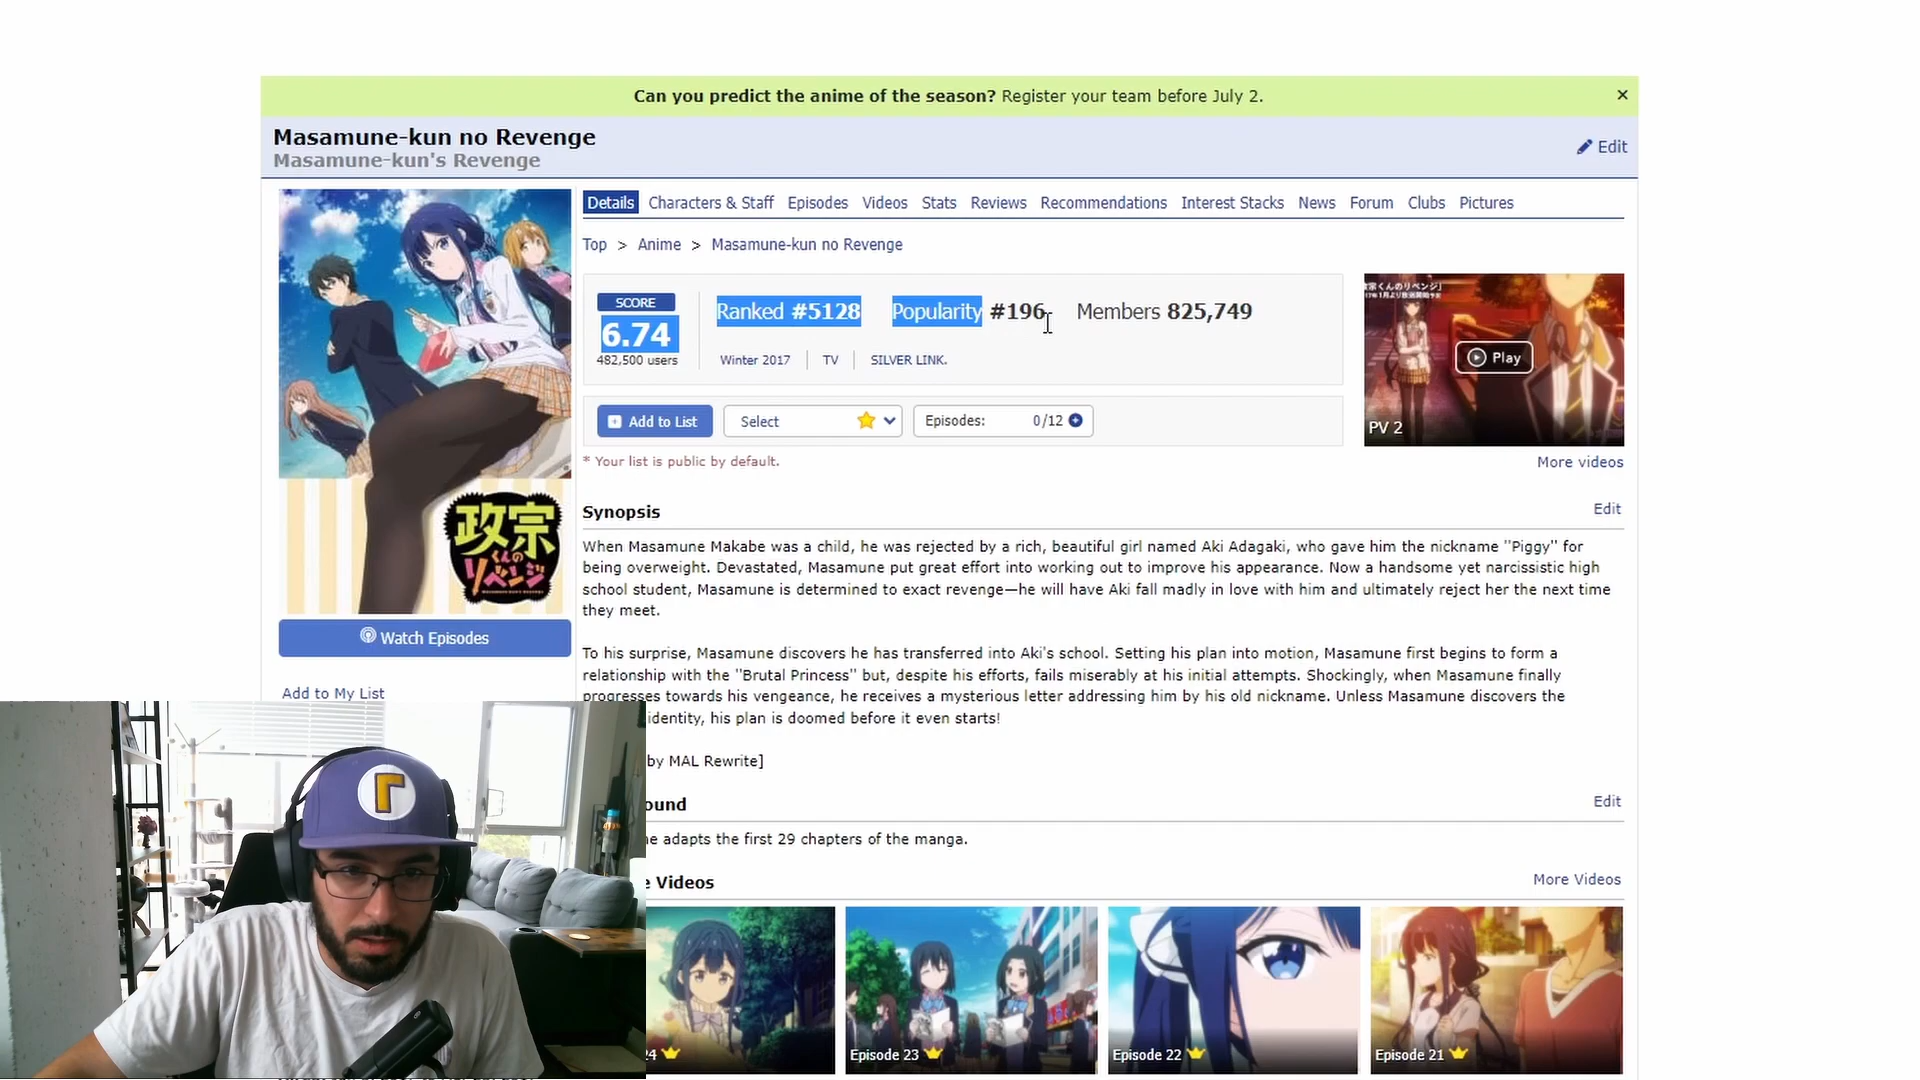 Can you predict the anime of the season? Register your team before July 2.
×
Masamune-kun no Revenge
Masamune-kun's Revenge
Edit
Details Characters & Staff Episodes Videos Stats Reviews Recommendations Interest Stacks News Forum Clubs Pictures
Top > Anime > Masamune-kun no Revenge
SCORE
6.74
482,500 users
Ranked #5128 Popularity #196 Members 825,749
Winter 2017 TV SILVER LINK.
Add to List
Select
Episodes: 0/12
* Your list is public by default.
Play
PV 2
More videos
政宗
くんの
リベンジ
Watch Episodes
Add to My List
Synopsis
Edit
When Masamune Makabe was a child, he was rejected by a rich, beautiful girl named Aki Adagaki, who gave him the nickname "Piggy" for
being overweight. Devastated, Masamune put great effort into working out to improve his appearance. Now a handsome yet narcissistic high
school student, Masamune is determined to exact revenge—he will have Aki fall madly in love with him and ultimately reject her the next time
they meet.
To his surprise, Masamune discovers he has transferred into Aki's school. Setting his plan into motion, Masamune first begins to form a
relationship with the "Brutal Princess" but, despite his efforts, fails miserably at his initial attempts. Shockingly, when Masamune finally
progresses towards his vengeance, he receives a mysterious letter addressing him by his old nickname. Unless Masamune discovers the
identity, his plan is doomed before it even starts!
by MAL Rewrite]
ound
Edit
e adapts the first 29 chapters of the manga.
e Videos
More Videos
24
Episode 23
Episode 22
Episode 21